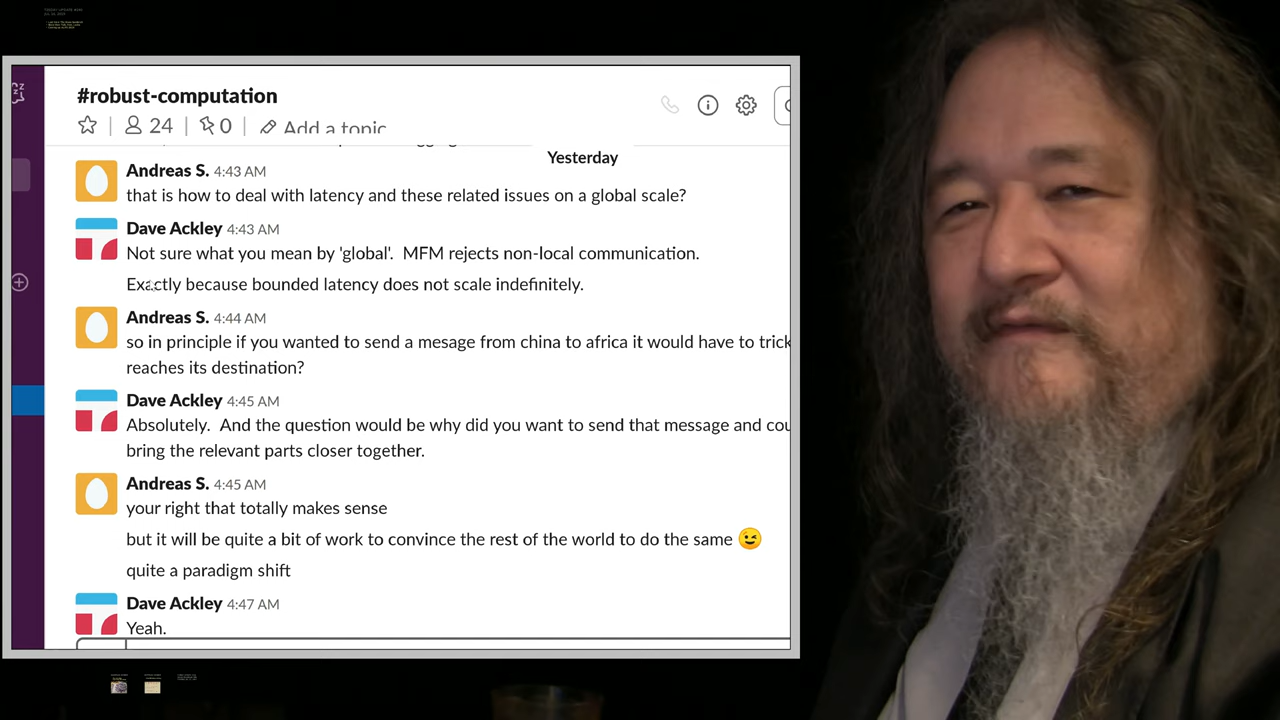 #robust-computation
24
0
Add a topic
Yesterday
Andreas S. 4:43 AM
that is how to deal with latency and these related issues on a global scale?
Dave Ackley 4:43 AM
Not sure what you mean by 'global'. MFM rejects non-local communication.
Exactly because bounded latency does not scale indefinitely.
Andreas S. 4:44 AM
so in principle if you wanted to send a mesage from china to africa it would have to trick
reaches its destination?
Dave Ackley 4:45 AM
Absolutely. And the question would be why did you want to send that message and cou
bring the relevant parts closer together.
Andreas S. 4:45 AM
your right that totally makes sense
but it will be quite a bit of work to convince the rest of the world to do the same 😉
quite a paradigm shift
Dave Ackley 4:47 AM
Yeah.